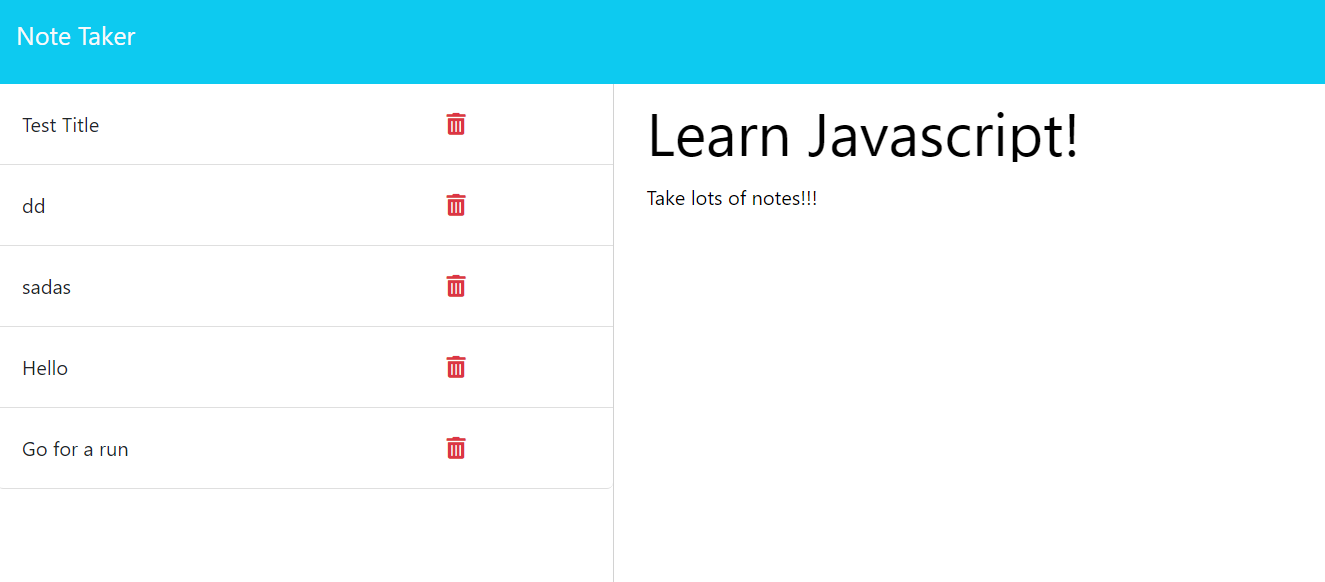 Note Taker
Test Title
dd
sadas
Hello
Go for a run
Learn Javascript!
Take lots of notes!!!